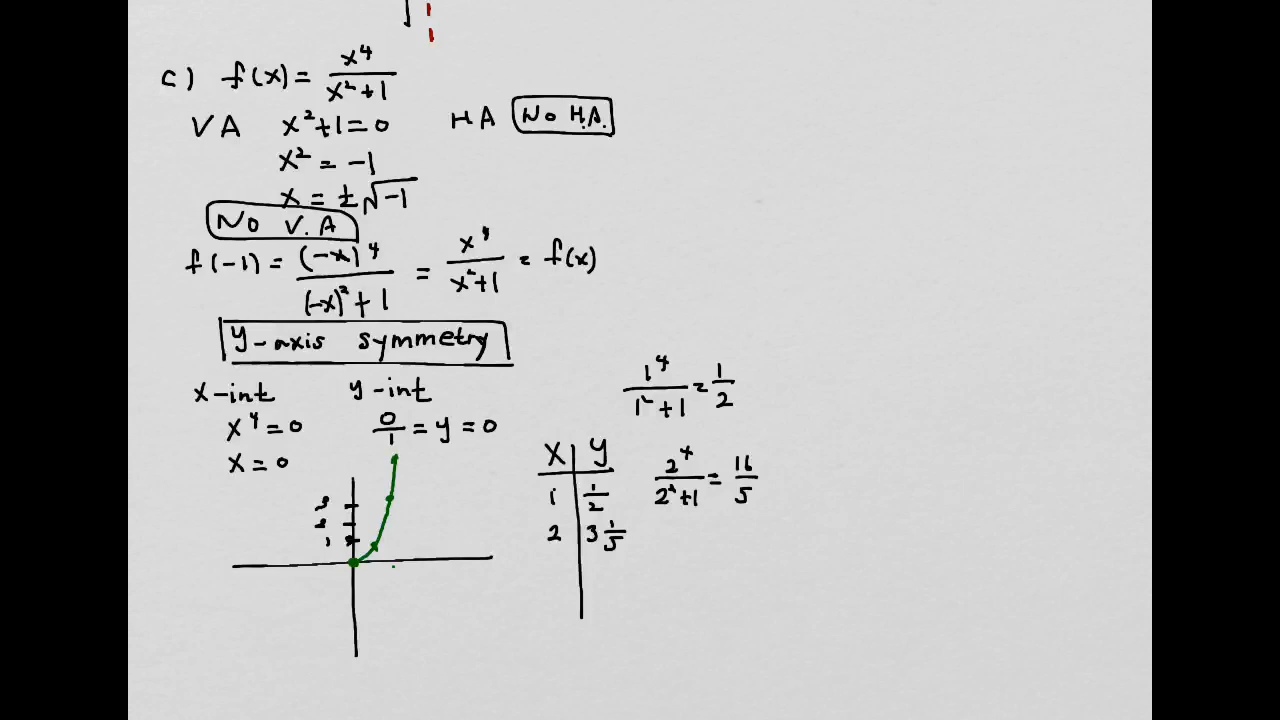 c) f(x) = x⁴/(x²+1)
VA x²+1=0 HA No H.A.
x² = -1
x = ±√-1
No V.A
f(-1) = (-x)⁴/((-x)²+1) = x⁴/(x²+1) = f(x)
y-axis symmetry
x-int y-int
x⁴=0 0/1 = y = 0
x=0
3
2
1
1⁴/(1²+1) = 1/2
x y
1 1/2
2 3 1/5
2⁴/(2²+1) = 16/5